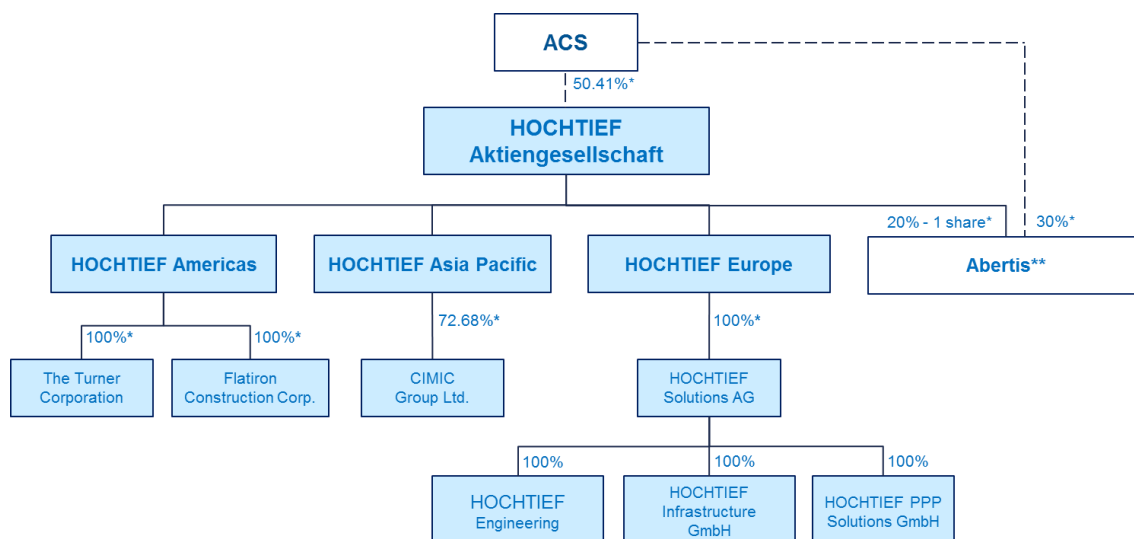 ACS
50.41%*
HOCHTIEF
Aktiengesellschaft
20% - 1 share*
30%*
HOCHTIEF Americas
HOCHTIEF Asia Pacific
HOCHTIEF Europe
Abertis**
100%*
100%*
72.68%*
100%*
The Turner
Corporation
Flatiron
Construction Corp.
CIMIC
Group Ltd.
HOCHTIEF
Solutions AG
100%
100%
100%
HOCHTIEF
Engineering
HOCHTIEF
Infrastructure
GmbH
HOCHTIEF PPP
Solutions GmbH